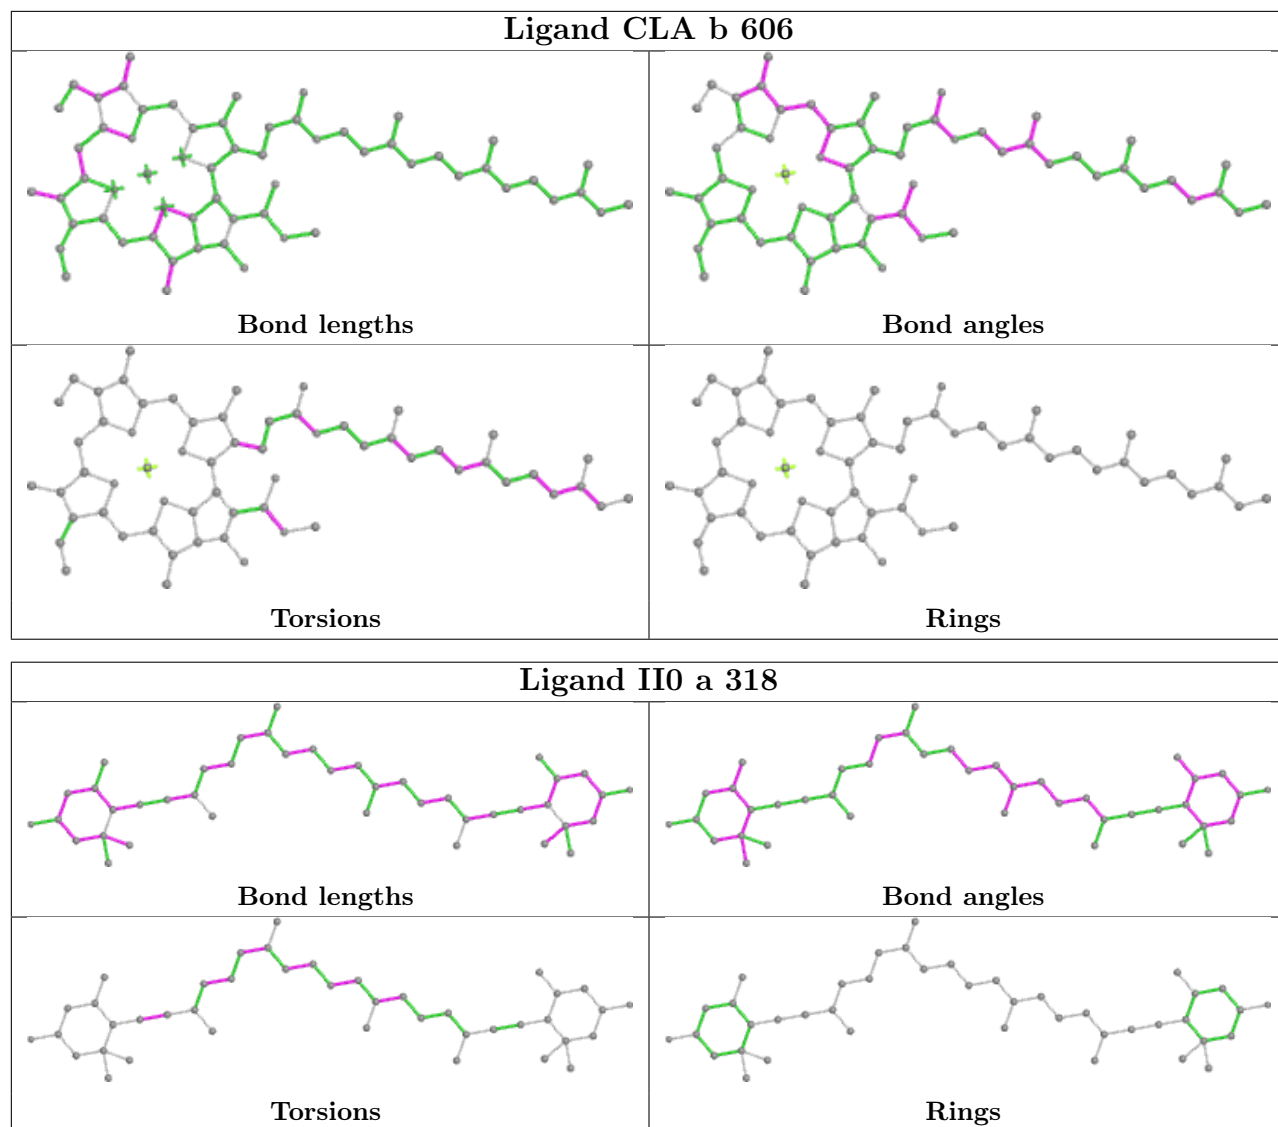 Ligand CLA b 606
Bond lengths
Bond angles
Torsions
Rings
Ligand II0 a 318
Bond lengths
Bond angles
Torsions
Rings